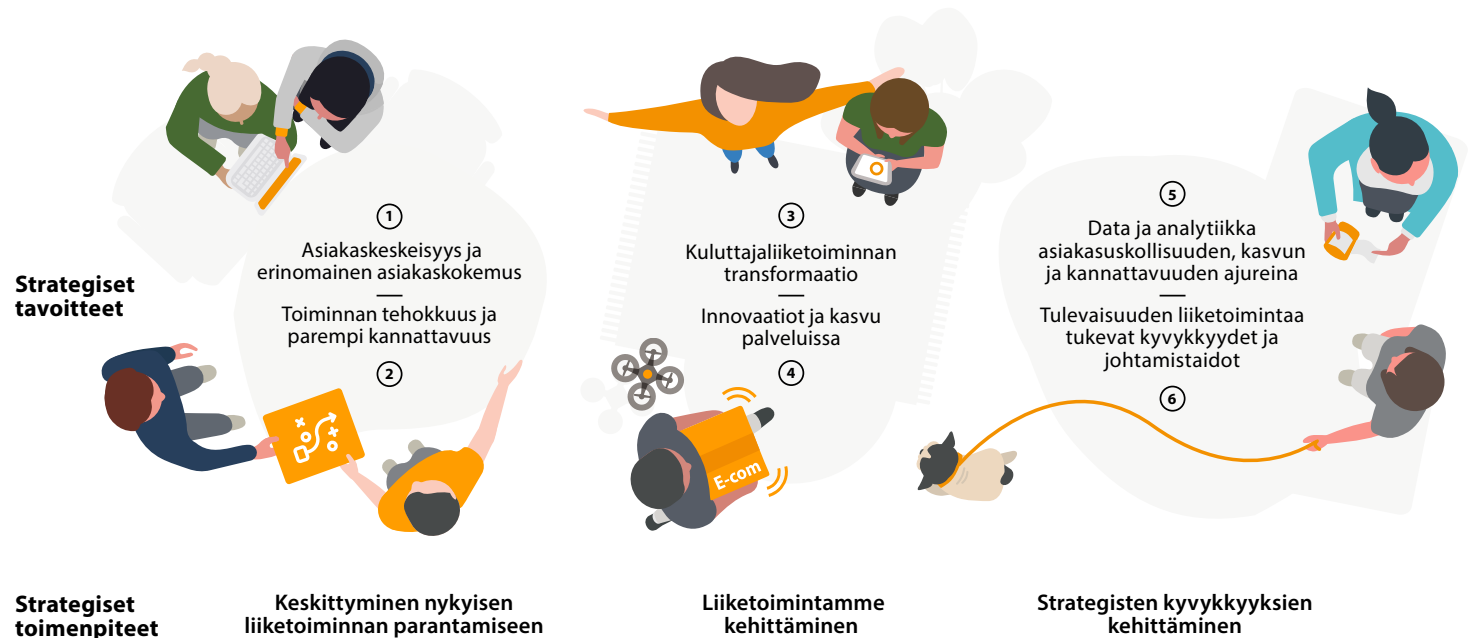 Strategiset
tavoitteet
1
Asiakaskeskeisyys ja
erinomainen asiakaskokemus
Toiminnan tehokkuus ja
parempi kannattavuus
2
3
Kuluttajaliiketoiminnan
transformaatio
Innovaatiot ja kasvu
palveluissa
4
E-com
5
Data ja analytiikka
asiakasuskollisuuden, kasvun
ja kannattavuuden ajureina
Tulevaisuuden liiketoimintaa
tukevat kyvykkyydet ja
johtamistaidot
6
Strategiset
toimenpiteet
Keskittyminen nykyisen
liiketoiminnan parantamiseen
Liiketoimintamme
kehittäminen
Strategisten kyvykkyyksien
kehittäminen